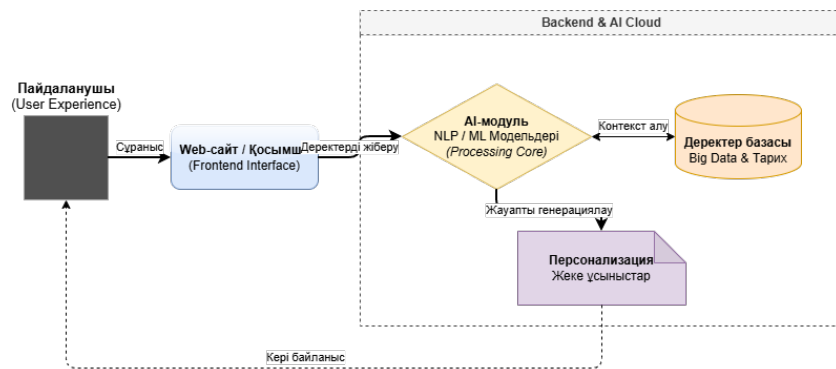 Backend & AI Cloud
Пайдаланушы
(User Experience)
Сұраныс
Web-сайт / Қосымш
(Frontend Interface)
Деректерді жіберу
AI-модуль
NLP / ML Модельдері
(Processing Core)
Контекст алу
Деректер базасы
Big Data & Тарих
Жауапты генерациялау
Персонализация
Жеке ұсыныстар
Кері байланыс